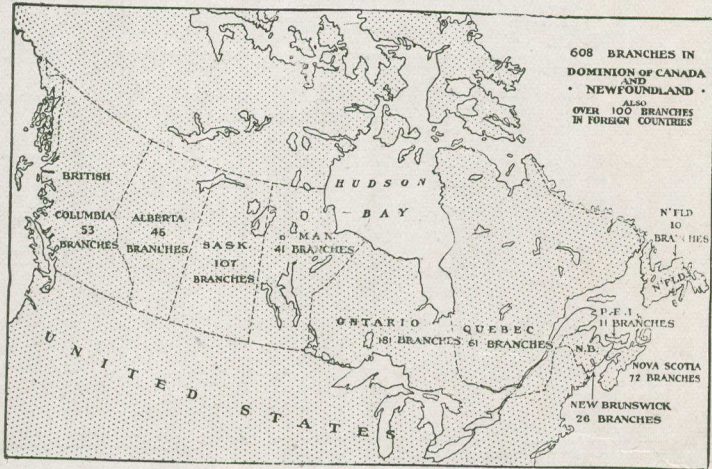 608 BRANCHES IN
DOMINION OF CANADA
AND
• NEWFOUNDLAND •
ALSO
OVER 100 BRANCHES
IN FOREIGN COUNTRIES
BRITISH
COLUMBIA
53
BRANCHES
ALBERTA
46
BRANCHES
SASK.
107
BRANCHES
MAN.
41 BRANCHES
HUDSON
BAY
ONTARIO
181 BRANCHES
QUEBEC
61 BRANCHES
N'FLD
10
BRANCHES
N'FLD.
P.E.I
11 BRANCHES
N.B.
NOVA SCOTIA
72 BRANCHES
NEW BRUNSWICK
26 BRANCHES
UNITED STATES